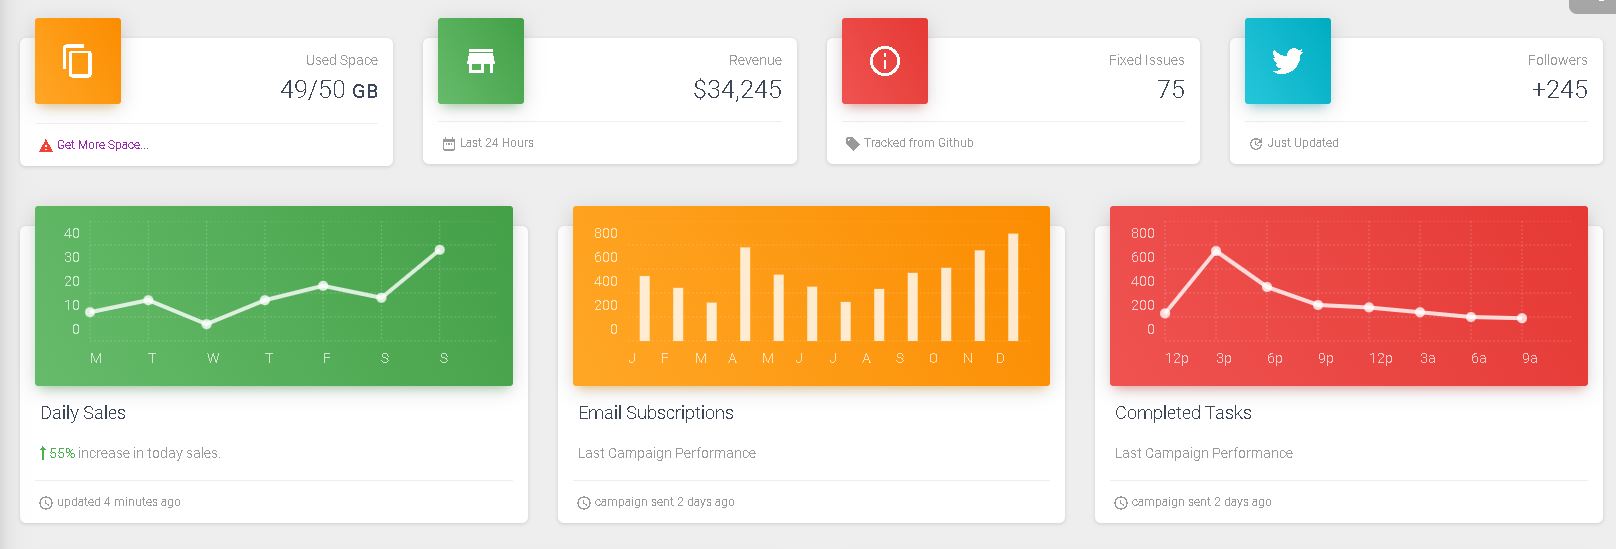 Used Space
49/50 GB
Get More Space...
Revenue
$34,245
Last 24 Hours
Fixed Issues
75
Tracked from Github
Followers
+245
Just Updated
40
30
20
10
0
M T W T F S S
Daily Sales
55% increase in today sales.
updated 4 minutes ago
800
600
400
200
0
J F M A M J J A S O N D
Email Subscriptions
Last Campaign Performance
campaign sent 2 days ago
800
600
400
200
0
12p 3p 6p 9p 12p 3a 6a 9a
Completed Tasks
Last Campaign Performance
campaign sent 2 days ago